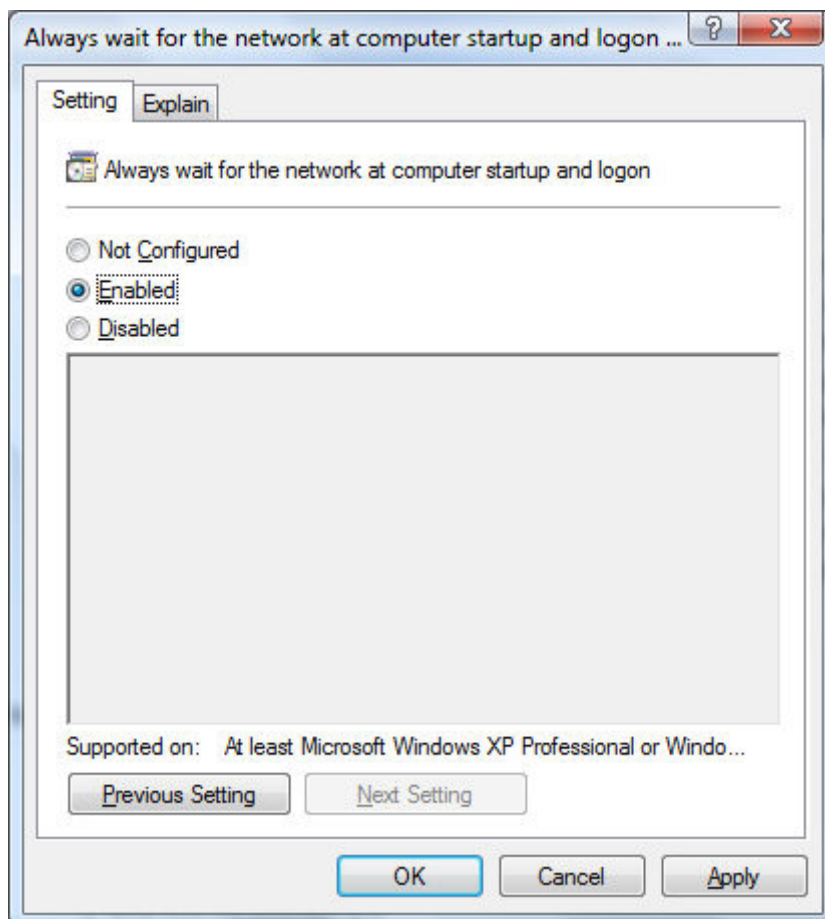 Always wait for the network at computer startup and logon ...
Setting Explain
Always wait for the network at computer startup and logon
Not Configured
Enabled
Disabled
Supported on: At least Microsoft Windows XP Professional or Windo...
Previous Setting Next Setting
OK Cancel Apply